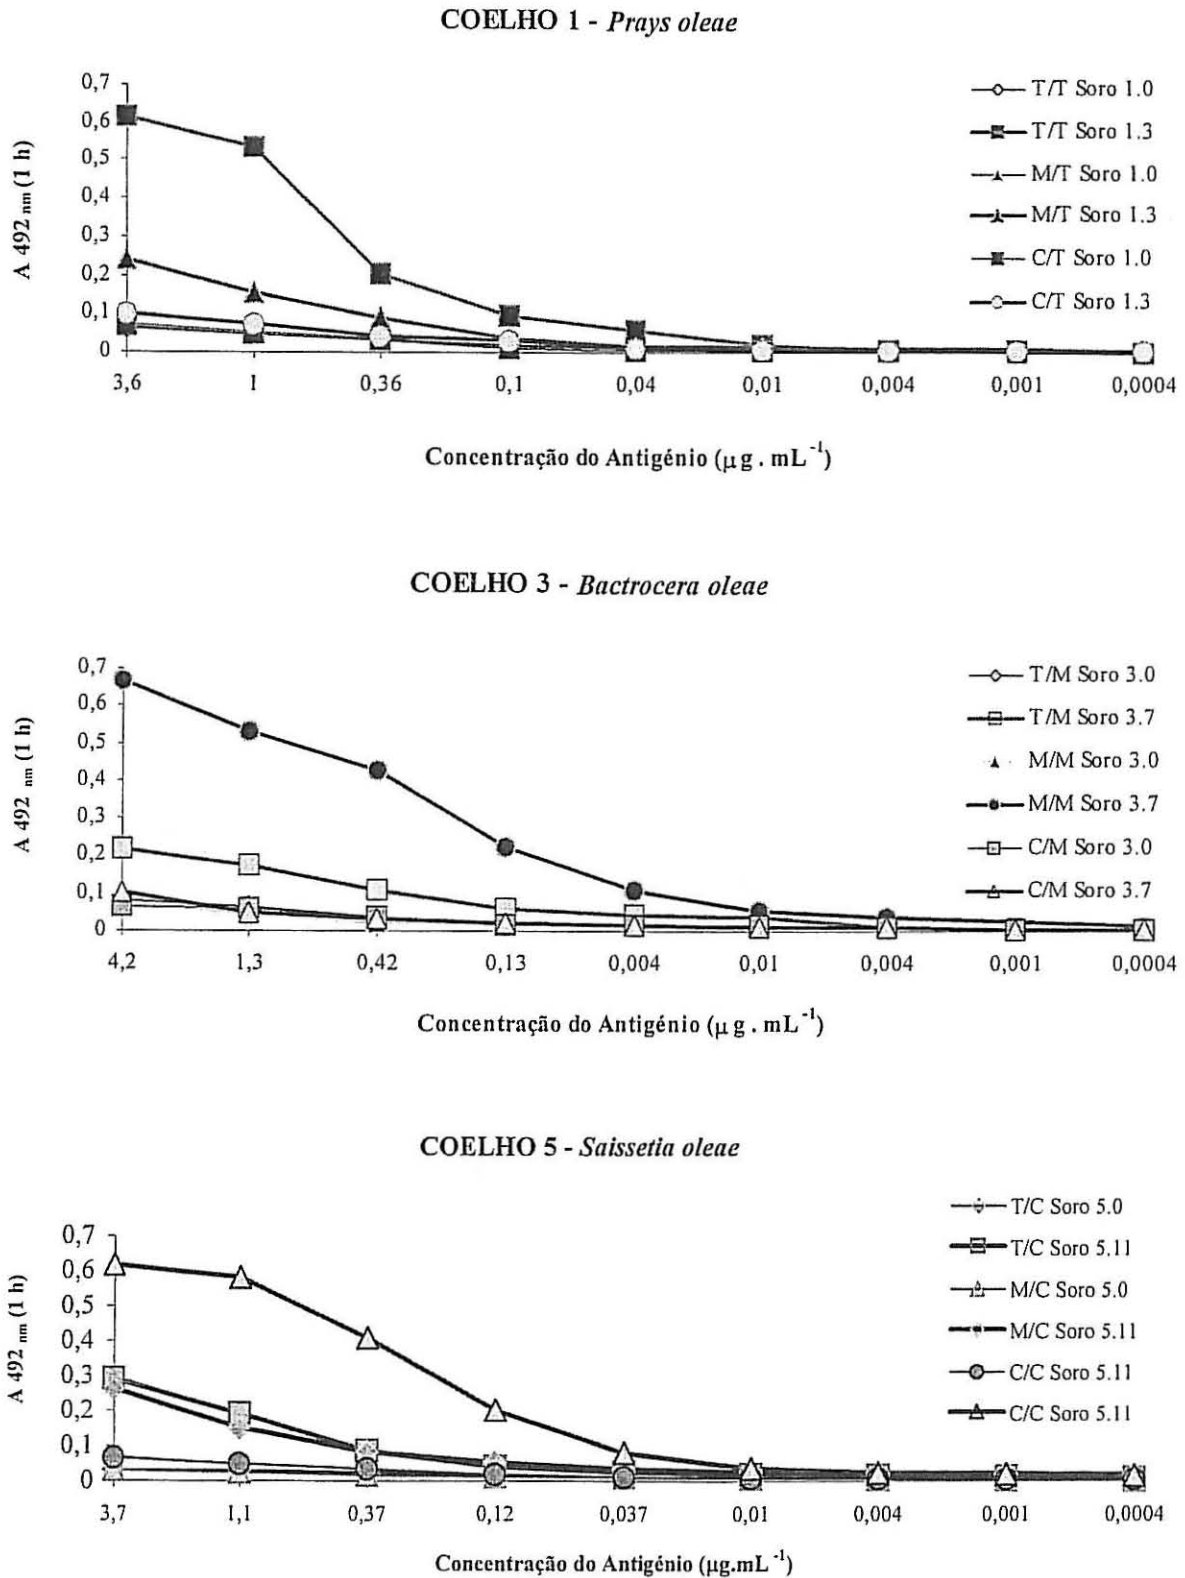 COELHO 1 - Prays oleae
0,7
0,6
0,5
0,4
0,3
0,2
0,1
0
A 492 nm (1 h)
T/T Soro 1.0
T/T Soro 1.3
M/T Soro 1.0
M/T Soro 1.3
C/T Soro 1.0
C/T Soro 1.3
3,6 1 0,36 0,1 0,04 0,01 0,004 0,001 0,0004
Concentração do Antigénio (μg . mL-1)
COELHO 3 - Bactrocera oleae
0,7
0,6
0,5
0,4
0,3
0,2
0,1
0
A 492 nm (1 h)
T/M Soro 3.0
T/M Soro 3.7
M/M Soro 3.0
M/M Soro 3.7
C/M Soro 3.0
C/M Soro 3.7
4,2 1,3 0,42 0,13 0,004 0,01 0,004 0,001 0,0004
Concentração do Antigénio (μg . mL-1)
COELHO 5 - Saissetia oleae
0,7
0,6
0,5
0,4
0,3
0,2
0,1
0
A 492 nm (1 h)
T/C Soro 5.0
T/C Soro 5.11
M/C Soro 5.0
M/C Soro 5.11
C/C Soro 5.11
C/C Soro 5.11
3,7 1,1 0,37 0,12 0,037 0,01 0,004 0,001 0,0004
Concentração do Antigénio (μg.mL-1)